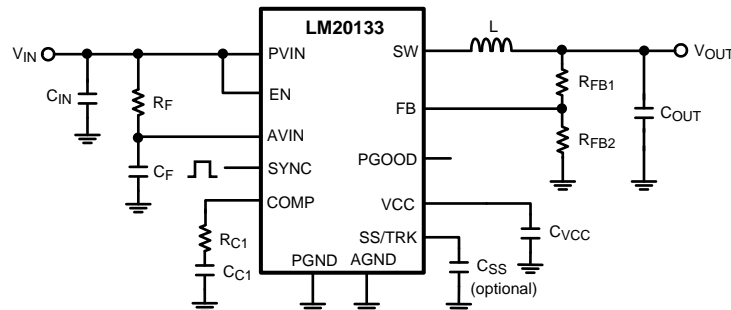 LM20133
VIN
PVIN
SW
L
VOUT
CIN
RF
EN
RFB1
FB
COUT
AVIN
RFB2
CF
SYNC
PGOOD
COMP
VCC
RC1
SS/TRK
CVCC
CC1
PGND
AGND
CSS
(optional)